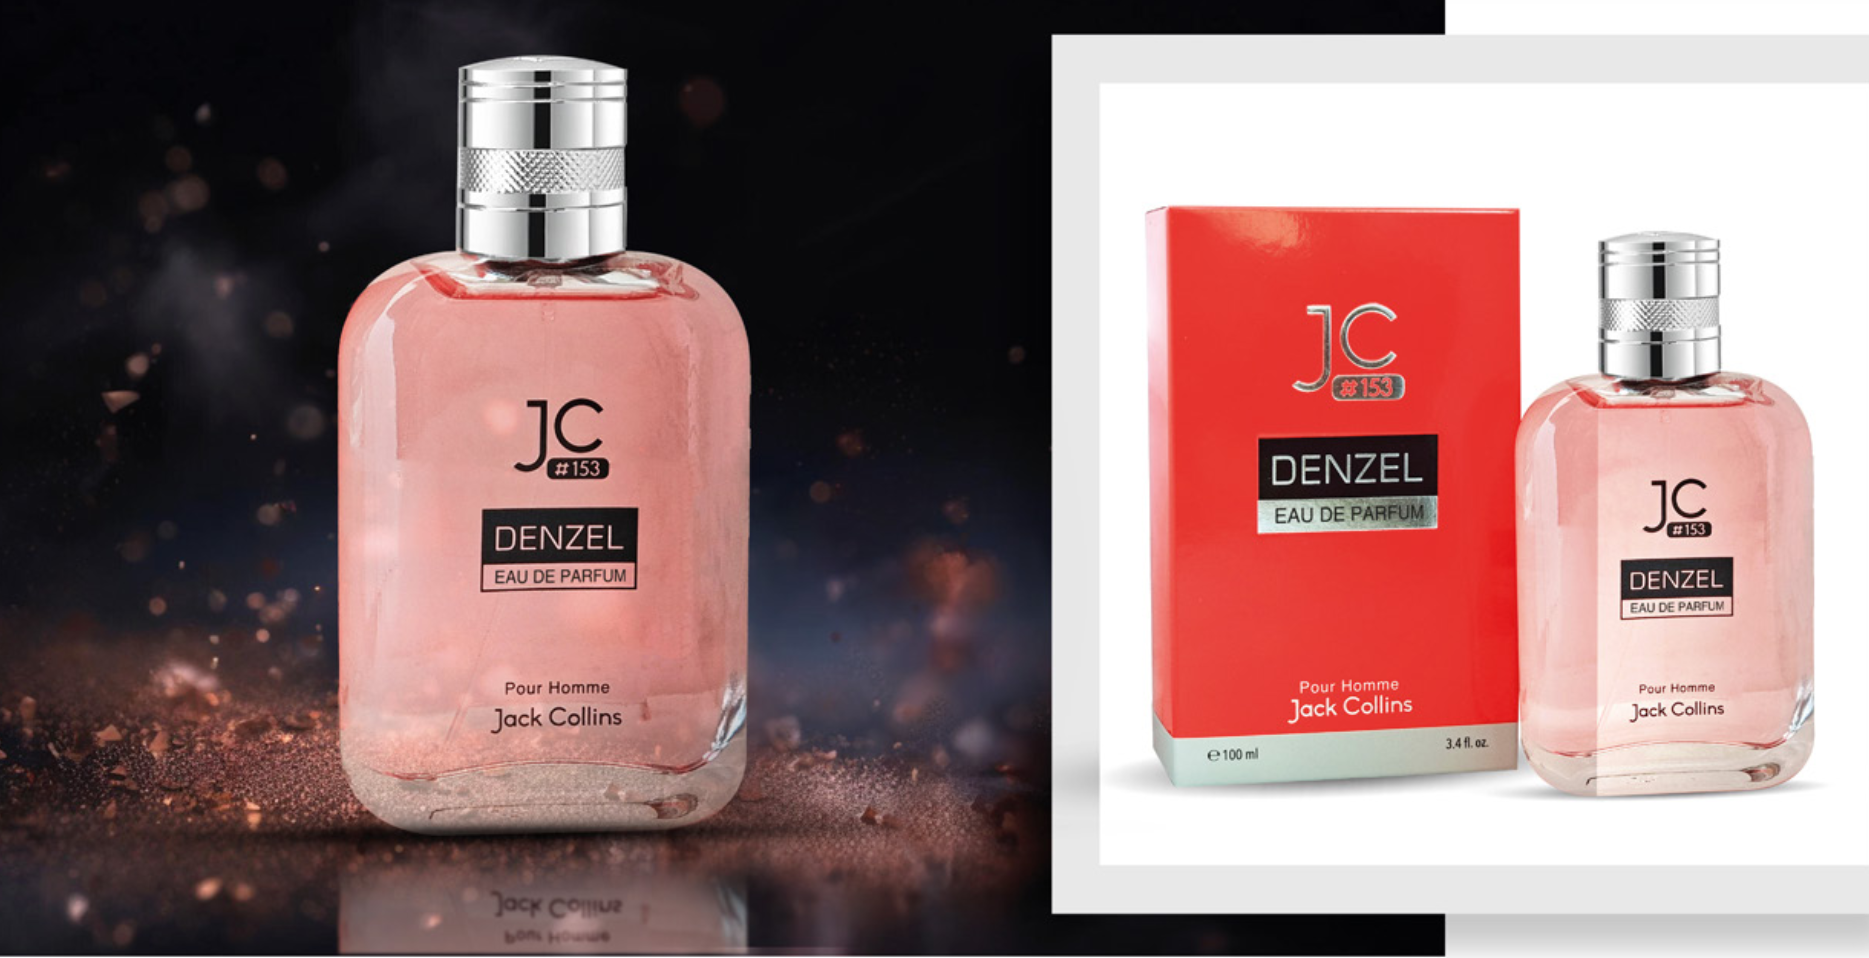 JC
#153
DENZEL
EAU DE PARFUM
Pour Homme
Jack Collins
Jack Collins
Pour Homme
JC
#153
DENZEL
EAU DE PARFUM
Pour Homme
Jack Collins
℮100 ml
3.4 fl. oz.
JC
#153
DENZEL
EAU DE PARFUM
Pour Homme
Jack Collins